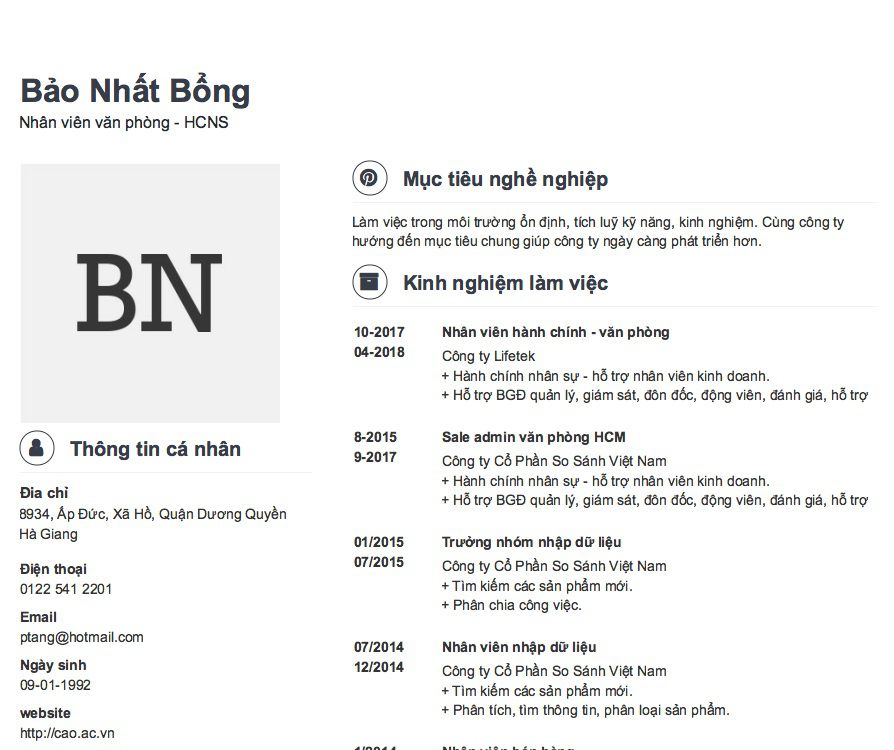 Bảo Nhất Bổng
Nhân viên văn phòng - HCNS
BN
Thông tin cá nhân
Đia chỉ
8934, Ấp Đức, Xã Hồ, Quận Dương Quyền
Hà Giang
Điện thoại
0122 541 2201
Email
ptang@hotmail.com
Ngày sinh
09-01-1992
website
http://cao.ac.vn
Mục tiêu nghề nghiệp
Làm việc trong môi trường ổn định, tích luỹ kỹ năng, kinh nghiệm. Cùng công ty
hướng đến mục tiêu chung giúp công ty ngày càng phát triển hơn.
Kinh nghiệm làm việc
10-2017 Nhân viên hành chính - văn phòng
04-2018 Công ty Lifetek
+ Hành chính nhân sự - hỗ trợ nhân viên kinh doanh.
+ Hỗ trợ BGĐ quản lý, giám sát, đôn đốc, động viên, đánh giá, hỗ trợ
8-2015 Sale admin văn phòng HCM
9-2017 Công ty Cổ Phần So Sánh Việt Nam
+ Hành chính nhân sự - hỗ trợ nhân viên kinh doanh.
+ Hỗ trợ BGĐ quản lý, giám sát, đôn đốc, động viên, đánh giá, hỗ trợ
01/2015 Trưởng nhóm nhập dữ liệu
07/2015 Công ty Cổ Phần So Sánh Việt Nam
+ Tìm kiếm các sản phẩm mới.
+ Phân chia công việc.
07/2014 Nhân viên nhập dữ liệu
12/2014 Công ty Cổ Phần So Sánh Việt Nam
+ Tìm kiếm các sản phẩm mới.
+ Phân tích, tìm thông tin, phân loại sản phẩm.
1/2014 Nhân viên bán hàng